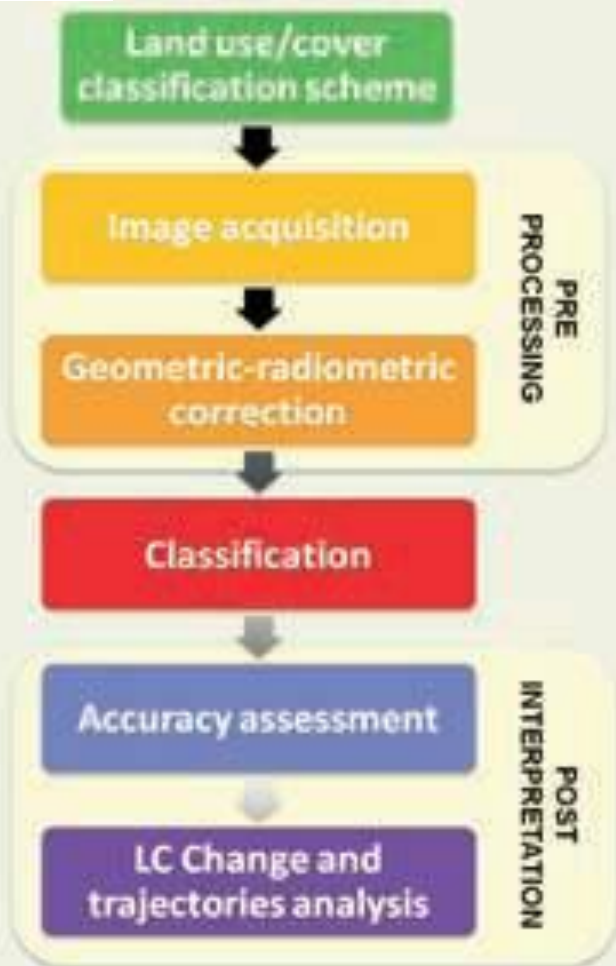 Land use/cover
classification scheme
Image acquisition
Geometric-radiometric
correction
PRE
PROCESSING
Classification
Accuracy assessment
LC Change and
trajectories analysis
POST
INTERPRETATION